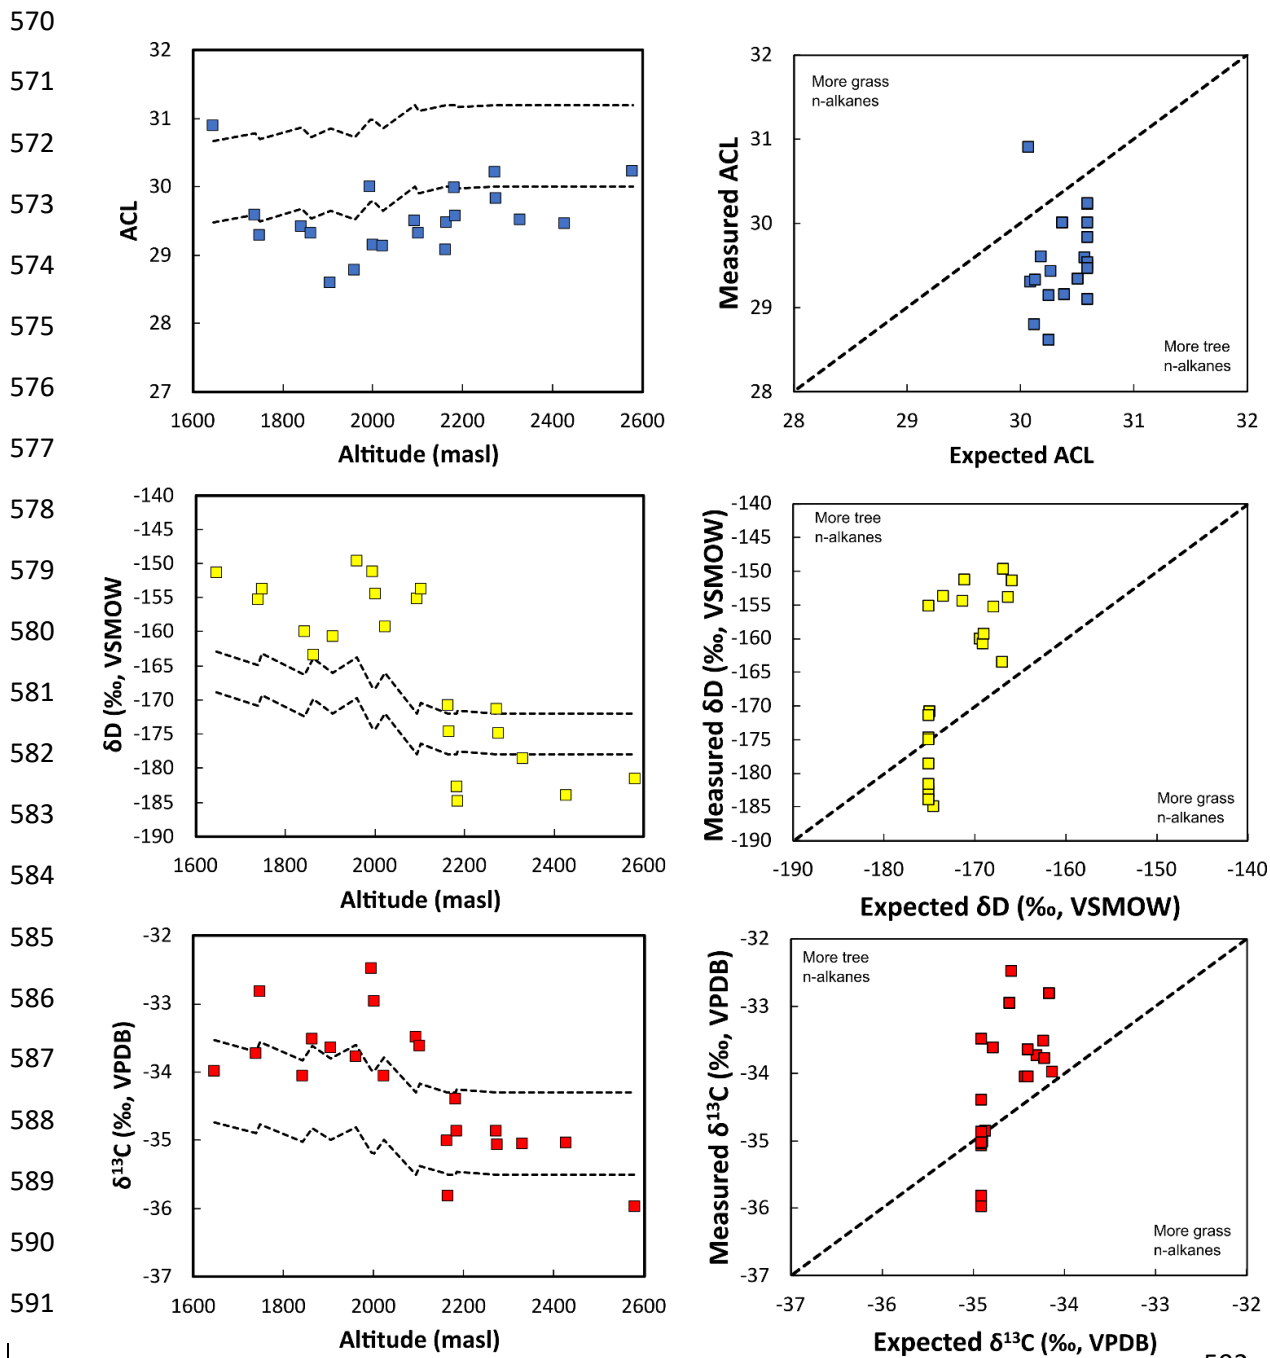 570
571
572
573
574
575
576
577
578
579
580
581
582
583
584
585
586
587
588
589
590
591
32
31
30
29
28
27
ACL
1600 1800 2000 2200 2400 2600
Altitude (masl)
32
31
30
29
28
Measured ACL
More grass
n-alkanes
More tree
n-alkanes
28 29 30 31 32
Expected ACL
-140
-145
-150
-155
-160
-165
-170
-175
-180
-185
-190
δD (‰, VSMOW
1600 1800 2000 2200 2400 2600
Altitude (masl)
-140
-150
-160
-170
-180
-190
Measured δD (‰, VSMOW)
More tree
n-alkanes
More grass
n-alkanes
-190 -180 -170 -160 -150 -140
Expected δD (‰, VSMOW)
-32
-33
-34
-35
-36
-37
δ¹³C (‰, VPDB)
1600 1800 2000 2200 2400 2600
Altitude (masl)
-32
-33
-34
-35
-36
-37
Measured δ¹³C (‰, VPDB)
More tree
n-alkanes
More grass
n-alkanes
-37 -36 -35 -34 -33 -32
Expected δ¹³C (‰, VPDB)